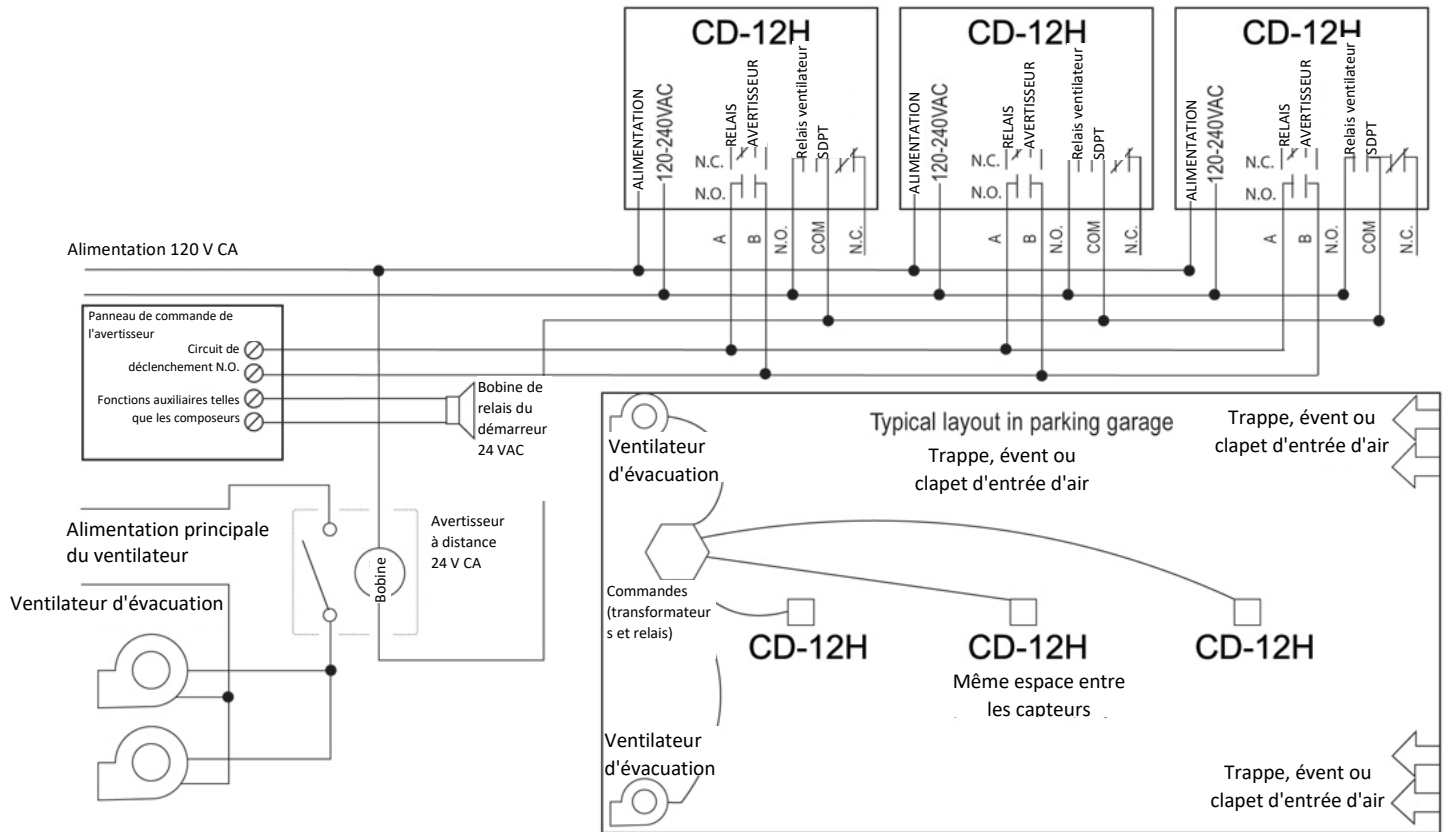 CD-12H
ALIMENTATION
120-240VAC
RELAIS
AVERTISSEUR
Relais ventilateur
SDPT
N.C.
N.O.
A
B
N.O.
COM
N.C.
CD-12H
ALIMENTATION
120-240VAC
RELAIS
AVERTISSEUR
Relais ventilateur
SDPT
N.C.
N.O.
A
B
N.O.
COM
N.C.
CD-12H
ALIMENTATION
120-240VAC
RELAIS
AVERTISSEUR
Relais ventilateur
SDPT
N.C.
N.O.
A
B
N.O.
COM
N.C.
Alimentation 120 V CA
Panneau de commande de
l'avertisseur
Circuit de
déclenchement N.O.
Fonctions auxiliaires telles
que les composeurs
Bobine de
relais du
démarreur
24 VAC
Alimentation principale
du ventilateur
Bobine
Avertisseur
à distance
24 V CA
Ventilateur d'évacuation
Typical layout in parking garage
Ventilateur
d'évacuation
Trappe, évent ou
clapet d'entrée d'air
Trappe, évent ou
clapet d'entrée d'air
Commandes
(transformateur
s et relais)
CD-12H
CD-12H
CD-12H
Même espace entre
les capteurs
Ventilateur
d'évacuation
Trappe, évent ou
clapet d'entrée d'air